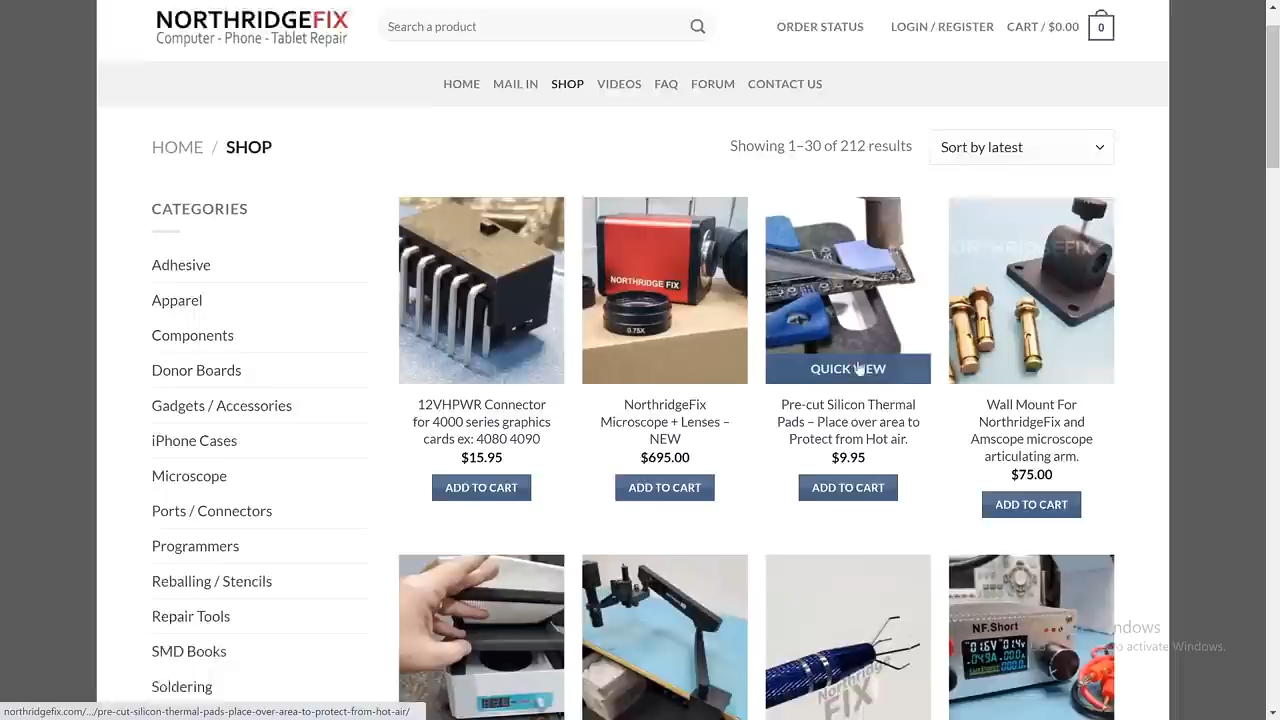 NORTHRIDGEFIX
Computer - Phone - Tablet Repair
Search a product
ORDER STATUS
LOGIN / REGISTER
CART / $0.00
0
HOME
MAIL IN
SHOP
VIDEOS
FAQ
FORUM
CONTACT US
HOME / SHOP
Showing 1–30 of 212 results
Sort by latest
CATEGORIES
Adhesive
Apparel
Components
Donor Boards
Gadgets / Accessories
iPhone Cases
Microscope
Ports / Connectors
Programmers
Reballing / Stencils
Repair Tools
SMD Books
Soldering
12VHPWR Connector
for 4000 series graphics
cards ex: 4080 4090
$15.95
ADD TO CART
NORTHRIDGE FIX
0.75X
NorthridgeFix
Microscope + Lenses –
NEW
$695.00
ADD TO CART
QUICK VIEW
Pre-cut Silicon Thermal
Pads – Place over area to
Protect from Hot air.
$9.95
ADD TO CART
NORTHRIDGEFIX
Wall Mount For
NorthridgeFix and
Amscope microscope
articulating arm.
$75.00
ADD TO CART
Northridge
FIX
NF.Short
ndows
to activate Windows.
northridgefix.com/.../pre-cut-silicon-thermal-pads-place-over-area-to-protect-from-hot-air/